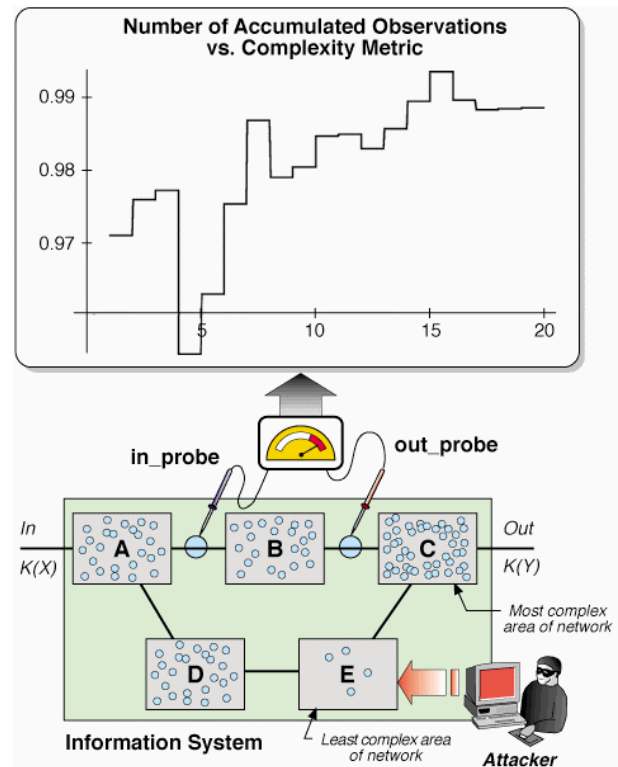 Number of Accumulated Observations
vs. Complexity Metric
0.99
0.98
0.97
5
10
15
20
in_probe
out_probe
In
A
B
C
Out
K(X)
K(Y)
Most complex
area of network
D
E
Information System
Least complex area
of network
Attacker